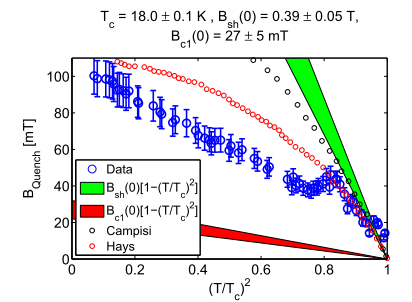 T_c = 18.0 ± 0.1 K , B_sh(0) = 0.39 ± 0.05 T,
B_c1(0) = 27 ± 5 mT
B_Quench [mT]
100
80
60
40
20
0
Data
B_sh(0)[1−(T/T_c)^2]
B_c1(0)[1−(T/T_c)^2]
Campisi
Hays
0 0.2 0.4 0.6 0.8 1
(T/T_c)^2